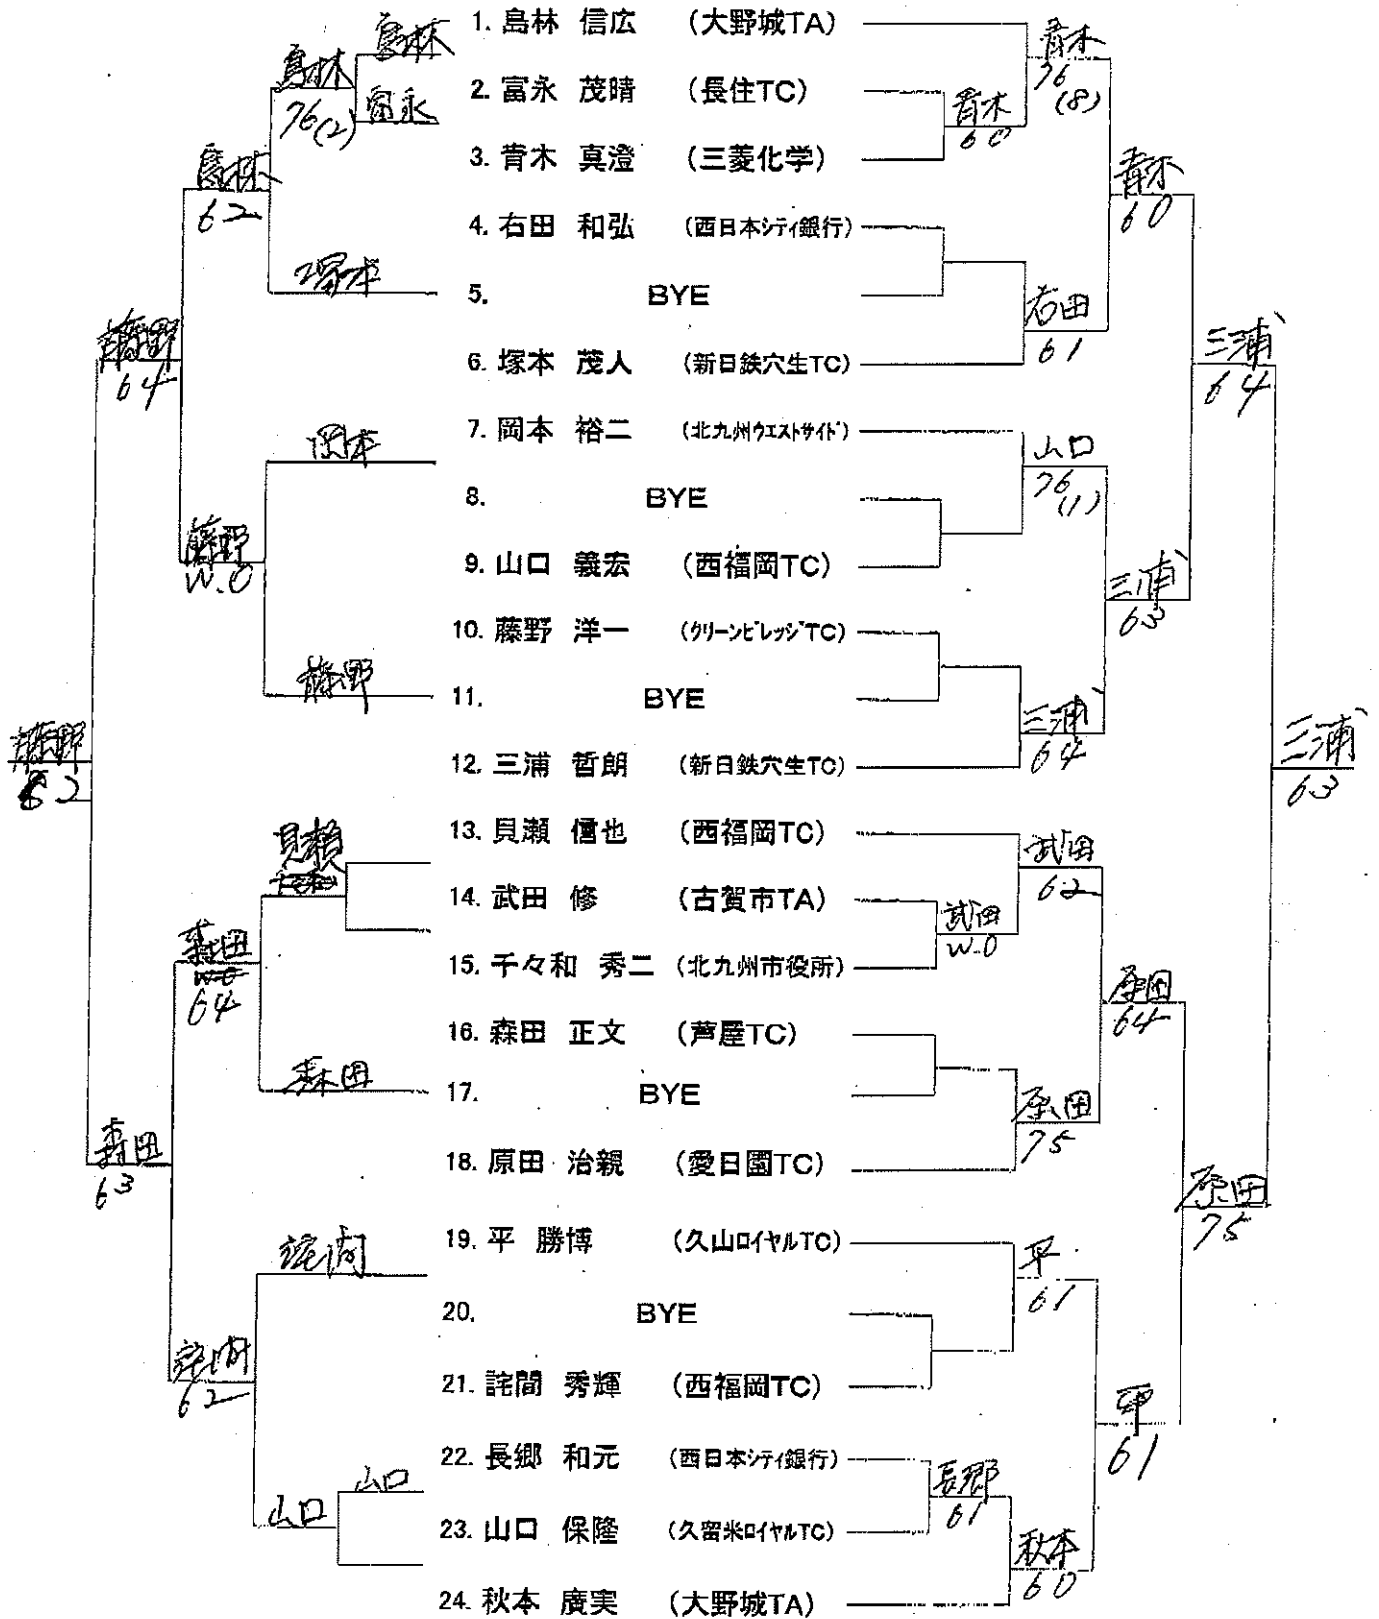 1.島林 信広 (大野城TA)
2. 富永 茂晴 (長住TC)
3. 青木 真澄 (三菱化学)
4. 右田 和弘 (西日本シティ銀行)
5. BYE
6. 塚本 茂人 (新日鉄穴生TC)
7. 岡本 裕二 (北九州ウエストサイド)
8. BYE
9. 山口 義宏 (西福岡TC)
10. 藤野 洋一 (グリーンビレッジTC)
11. BYE
12. 三浦 哲朗 (新日鉄穴生TC)
13. 貝瀬 信也 (西福岡TC)
14. 武田 修 (古賀市TA)
15. 千々和 秀二 (北九州市役所)
16. 森田 正文 (芦屋TC)
17. BYE
18. 原田 治親 (愛日園TC)
19. 平 勝博 (久山ロイヤルTC)
20. BYE
21. 詫間 秀輝 (西福岡TC)
22. 長郷 和元 (西日本シティ銀行)
23. 山口 保隆 (久留米ロイヤルTC)
24. 秋本 廣実 (大野城TA)
島林
富永
島林
76(2)
塚本
島林
62
岡本
藤野
藤野
W.O
藤野
64
貝瀬
森田
森田
64
詫間
山口
山口
詫間
62
森田
63
藤野
青木
60
青木
76(8)
右田
61
青木
60
山口
76(1)
三浦
64
三浦
63
三浦
64
武田
W.O
武田
62
原田
75
原田
64
平
61
長郷
61
秋本
60
平
61
原田
75
三浦
63